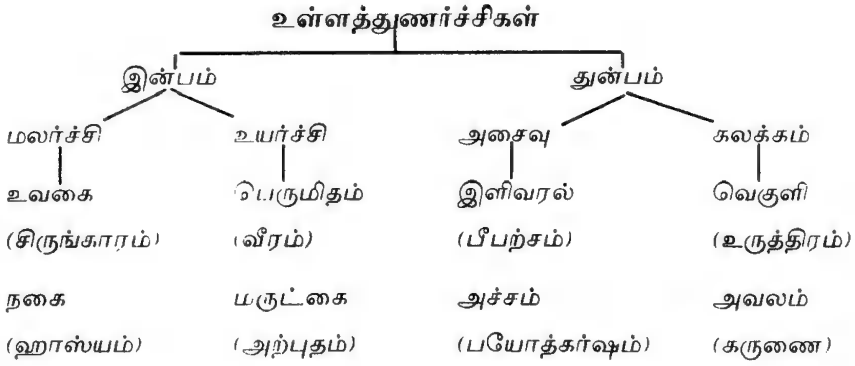 உள்ளத்துணர்ச்சிகள்
இன்பம் துன்பம்
மலர்ச்சி உயர்ச்சி அசைவு கலக்கம்
உவகை பெருமிதம் இளிவரல் வெகுளி
(சிருங்காரம்) (வீரம்) (பீபற்சம்) (உருத்திரம்)
நகை மருட்கை அச்சம் அவலம்
(ஹாஸ்யம்) (அற்புதம்) (பயோத்கர்ஷம்) (கருணை)